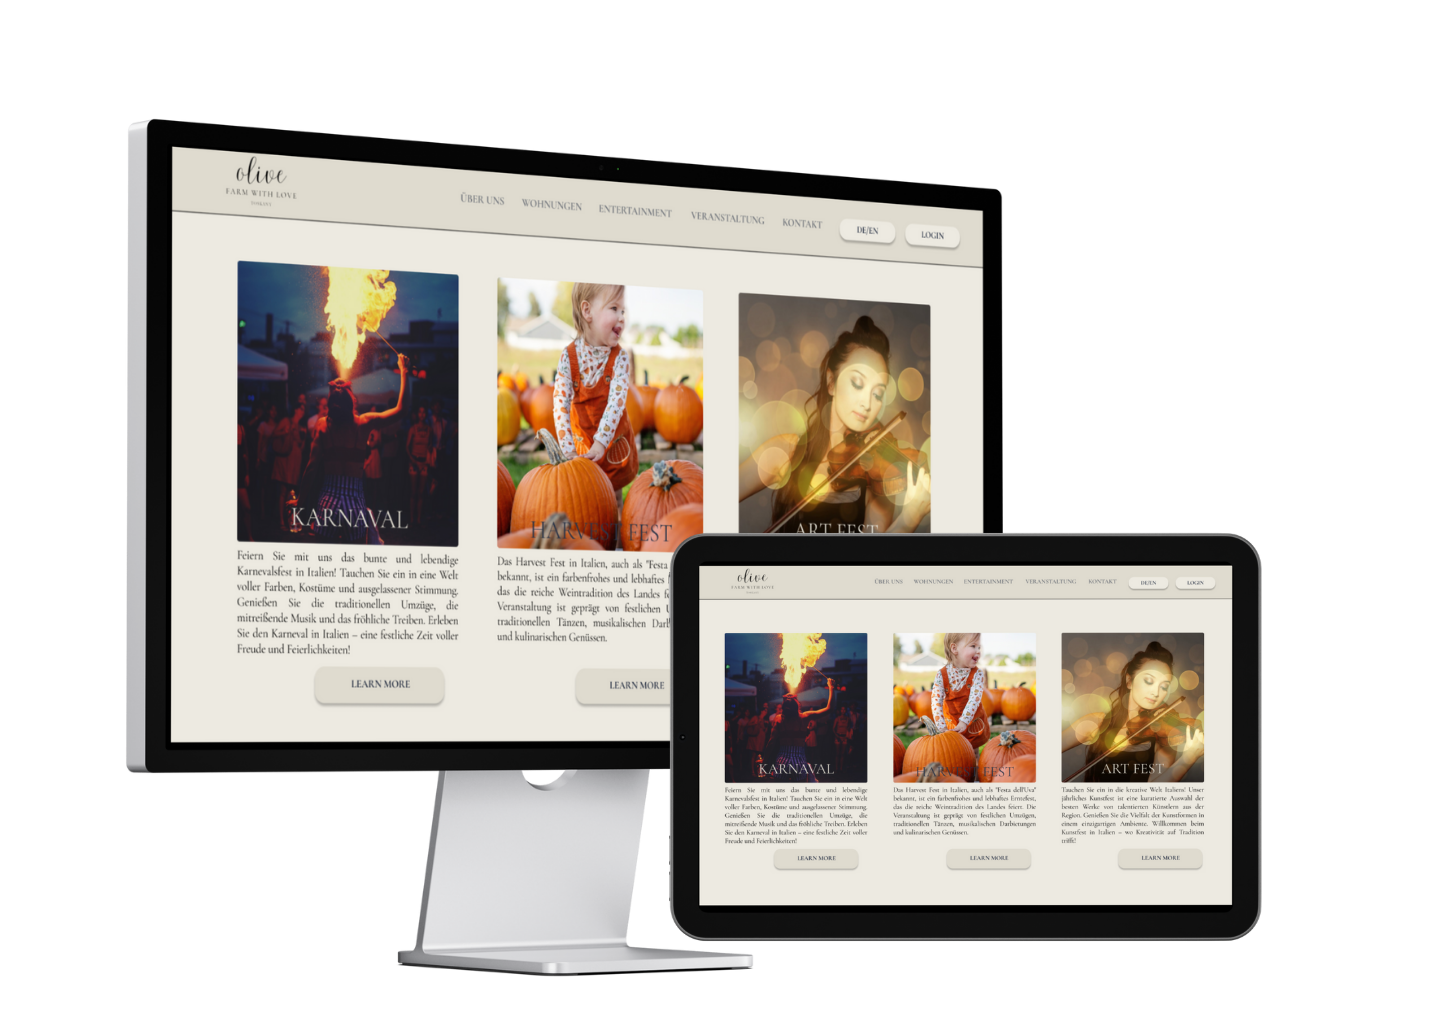 olive
FARM WITH LOVE
ÜBER UNS WOHNUNGEN ENTERTAINMENT VERANSTALTUNG KONTAKT DE/EN LOGIN
KARNAVAL
Feiern Sie mit uns das bunte und lebendige
Karnevalsfest in Italien! Tauchen Sie ein in eine Welt
voller Farben, Kostüme und ausgelassener Stimmung.
Genießen Sie die traditionellen Umzüge, die
mitreißende Musik und das fröhliche Treiben. Erleben
Sie den Karneval in Italien – eine festliche Zeit voller
Freude und Feierlichkeiten!
LEARN MORE
HARVEST FEST
Das Harvest Fest in Italien, auch als "Festa
bekannt, ist ein farbenfrohes und lebhaftes
das die reiche Weintradition des Landes
Veranstaltung ist geprägt von festlichen
traditionellen Tänzen, musikalischen
und kulinarischen Genüssen.
LEARN MORE
ART FEST
olive
FARM WITH LOVE
ÜBER UNS WOHNUNGEN ENTERTAINMENT VERANSTALTUNG KONTAKT DE/EN LOGIN
KARNAVAL
Feiern Sie mit uns das bunte und lebendige
Karnevalsfest in Italien! Tauchen Sie ein in eine Welt
voller Farben, Kostüme und ausgelassener Stimmung.
Genießen Sie die traditionellen Umzüge, die
mitreißende Musik und das fröhliche Treiben. Erleben
Sie den Karneval in Italien – eine festliche Zeit voller
Freude und Feierlichkeiten!
LEARN MORE
HARVEST FEST
Das Harvest Fest in Italien, auch als "Festa dell'Uva"
bekannt, ist ein farbenfrohes und lebhaftes Erntefest,
das die reiche Weintradition des Landes feiert. Die
Veranstaltung ist geprägt von festlichen Umzügen,
traditionellen Tänzen, musikalischen Darbietungen
und kulinarischen Genüssen.
LEARN MORE
ART FEST
Tauchen Sie ein in die kreative Welt Italiens! Unser
jährliches Kunstfest ist eine kuratierte Auswahl der
besten Werke von talentierten Künstlern aus der
Region. Genießen Sie die Vielfalt der Kunstformen in
einem einzigartigen Ambiente. Willkommen beim
Kunstfest in Italien – wo Kreativität auf Tradition
trifft!
LEARN MORE